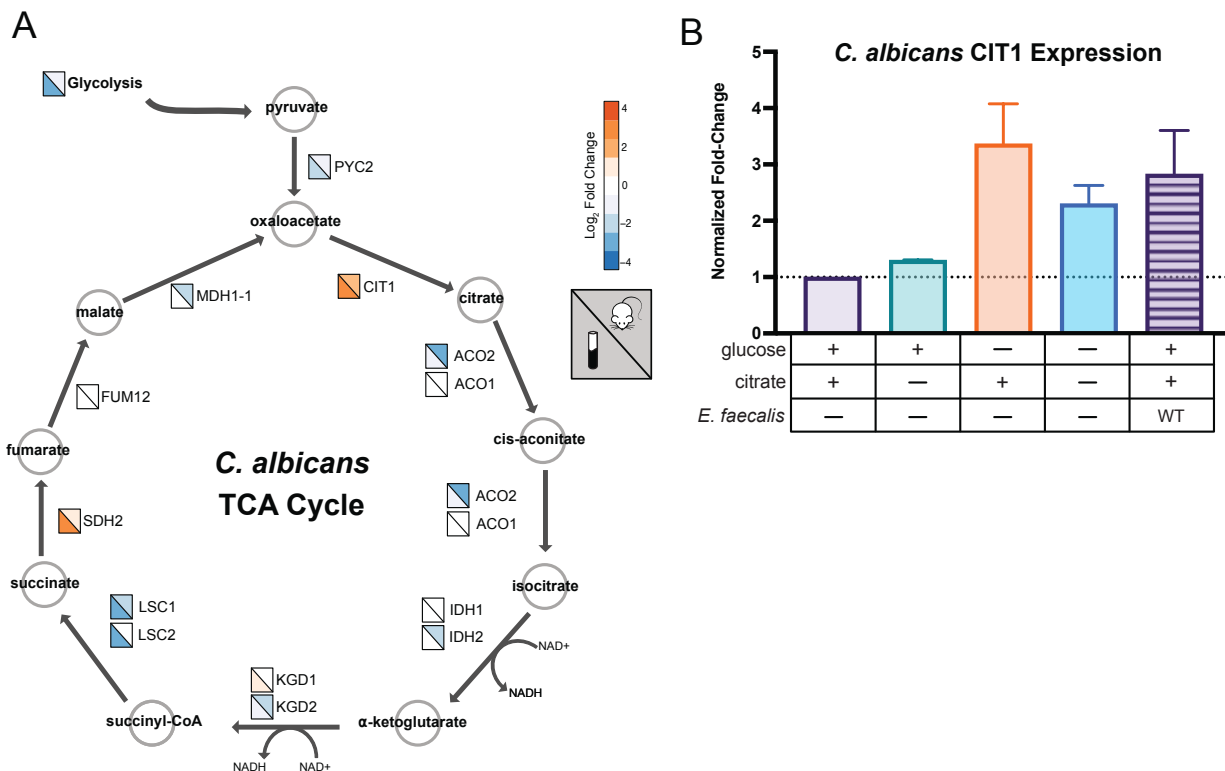 A
Glycolysis
pyruvate
PYC2
oxaloacetate
MDH1-1
CIT1
malate
citrate
ACO2
ACO1
FUM12
cis-aconitate
fumarate
C. albicans
TCA Cycle
ACO2
ACO1
SDH2
isocitrate
succinate
LSC1
LSC2
IDH1
IDH2
NAD+
NADH
KGD1
KGD2
succinyl-CoA
α-ketoglutarate
NADH
NAD+
Log2 Fold Change
4
2
0
−2
−4
B
C. albicans CIT1 Expression
Normalized Fold-Change
5
4
3
2
1
0
glucose + + — — +
citrate + — + — +
E. faecalis — — — — WT